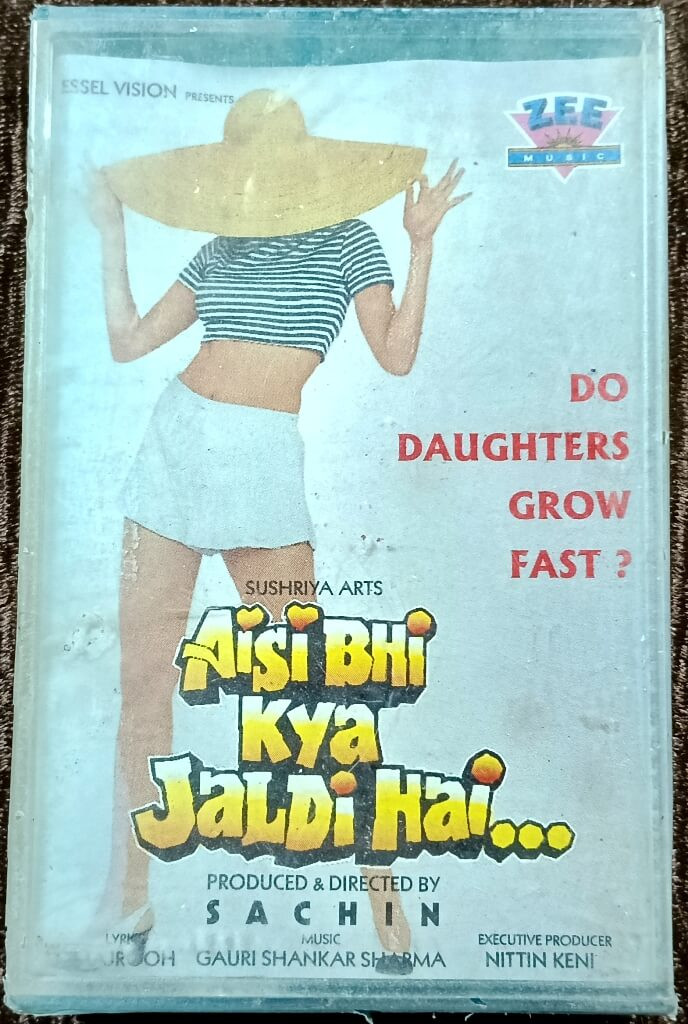 ESSEL VISION PRESENTS
ZEE
MUSIC
DO
DAUGHTERS
GROW
FAST ?
SUSHRIYA ARTS
AISI BHI
KYA
JALDI HAI...
PRODUCED & DIRECTED BY
SACHIN
MUSIC
GAURI SHANKAR SHARMA
EXECUTIVE PRODUCER
NITTIN KENI